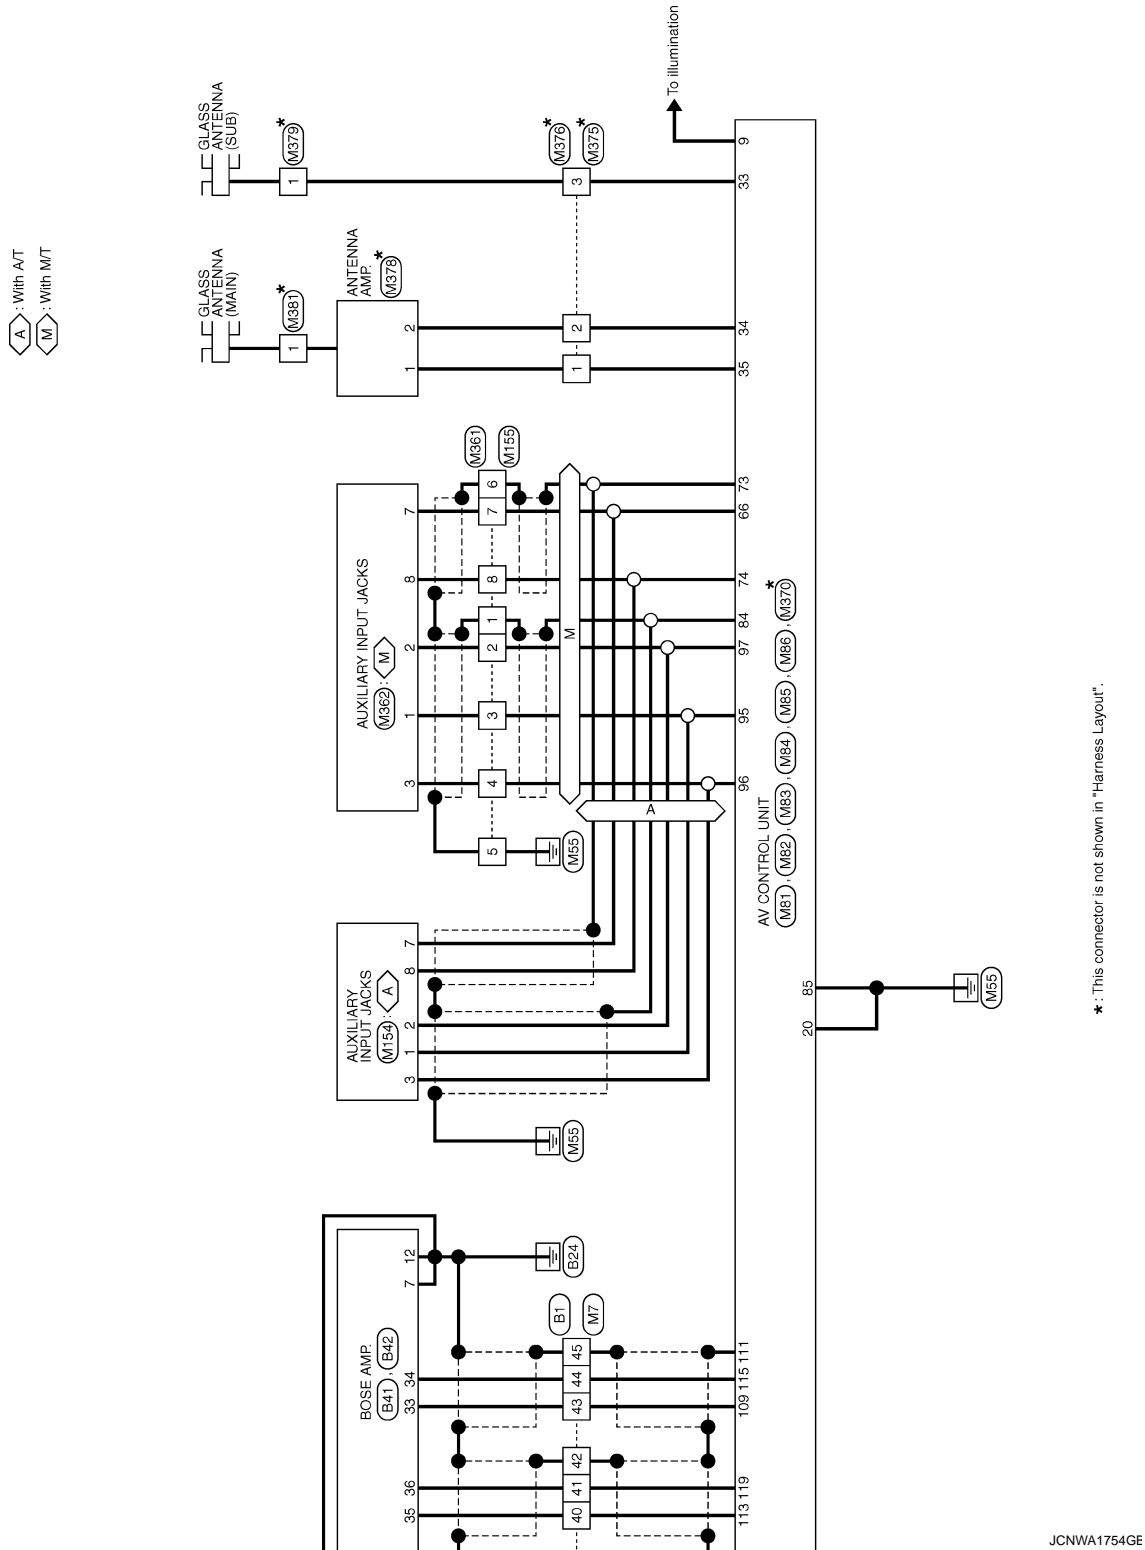 A : With A/T
M : With M/T
GLASS
ANTENNA
(MAIN)
1
M381
*
GLASS
ANTENNA
(SUB)
1
M379
*
ANTENNA
AMP.
M378
*
1
2
1
2
3
M376
*
M375
*
To illumination
35
34
33
9
AUXILIARY INPUT JACKS
M362 : M
3
1
2
8
7
5
4
3
2
1
8
7
6
M361
M155
M55
M
A
96
95
97
84
74
66
73
AUXILIARY
INPUT JACKS
M154 : A
3
1
2
8
7
M55
AV CONTROL UNIT
M81 , M82 , M83 , M84 , M85 , M86 , M370
*
20
85
M55
BOSE AMP.
B41 , B42
35
36
33
34
7
12
B24
40
41
42
43
44
45
B1
M7
113
119
109
115
111
* : This connector is not shown in "Harness Layout".
JCNWA1754GB